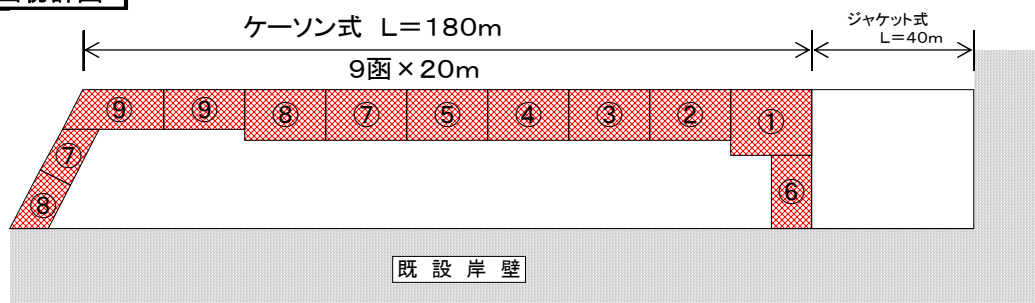 ケーソン式 L=180m
ジャケット式
L=40m
9函×20m
⑨ ⑨ ⑧ ⑦ ⑤ ④ ③ ② ①
⑦
⑥
⑧
既設岸壁